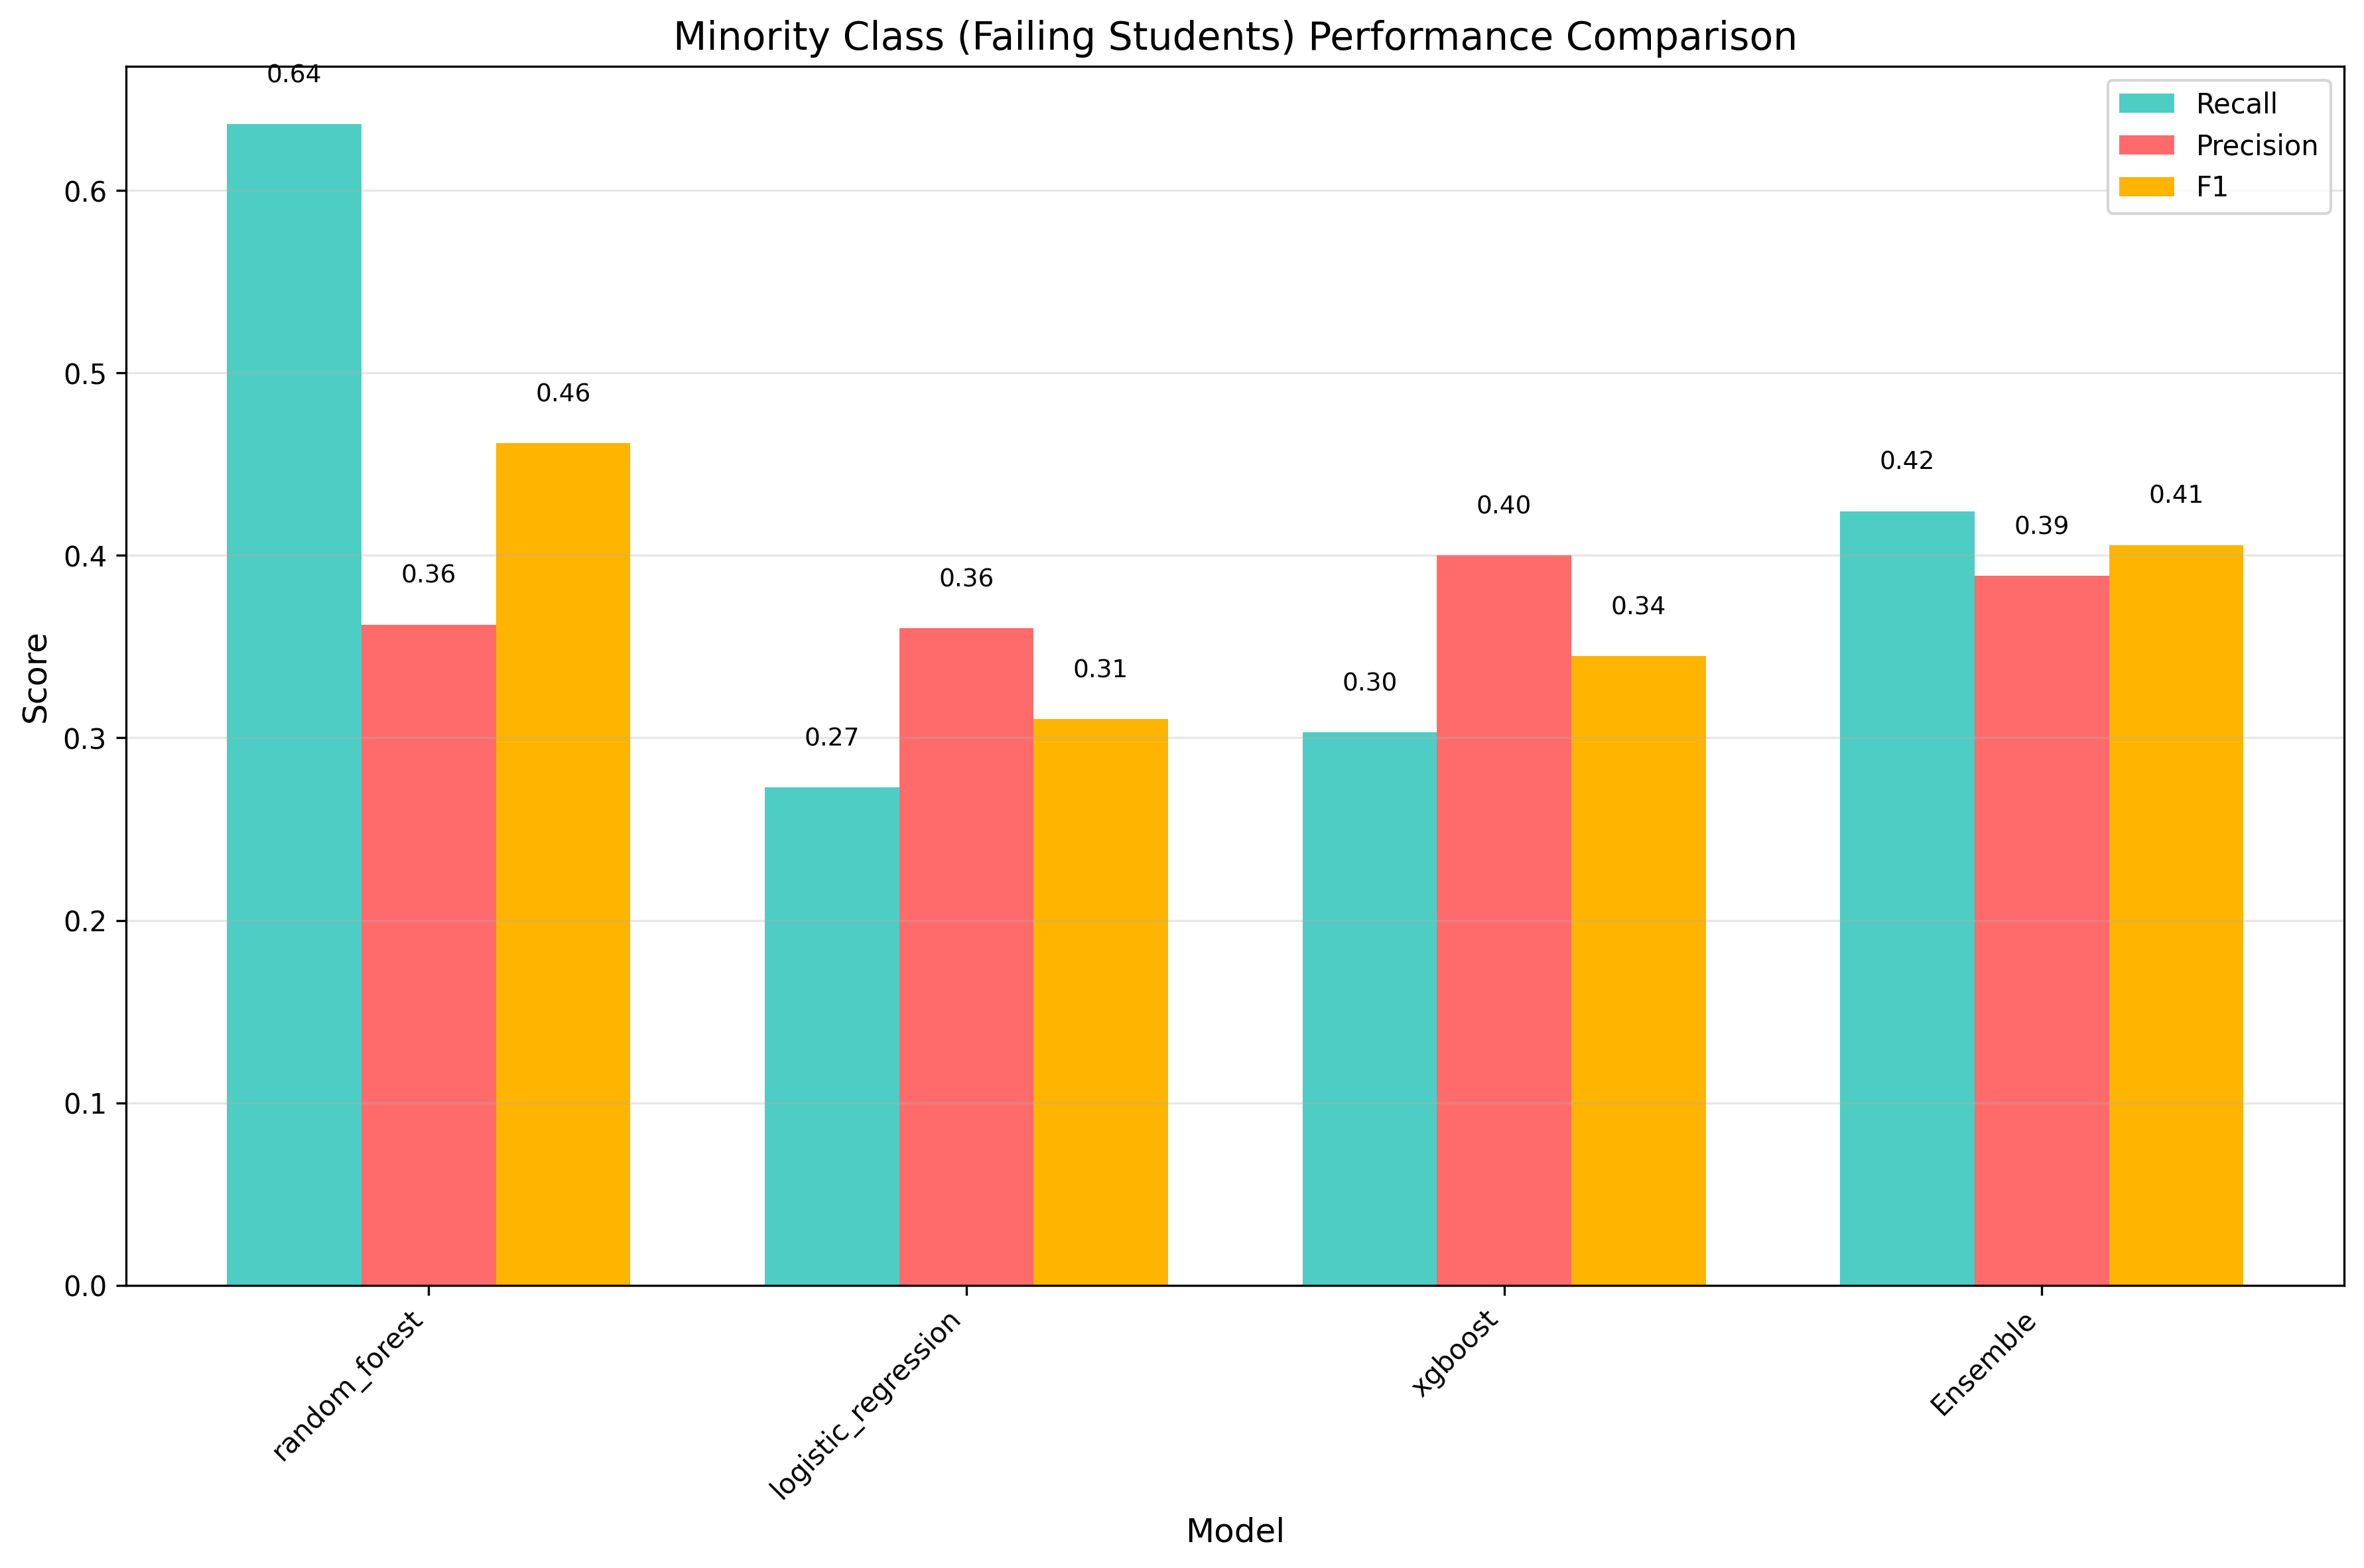 Minority Class (Failing Students) Performance Comparison
Recall
Precision
F1
Score
0.6
0.5
0.4
0.3
0.2
0.1
0.0
0.64
0.36
0.46
0.27
0.36
0.31
0.30
0.40
0.34
0.42
0.39
0.41
random_forest
logistic_regression
xgboost
Ensemble
Model